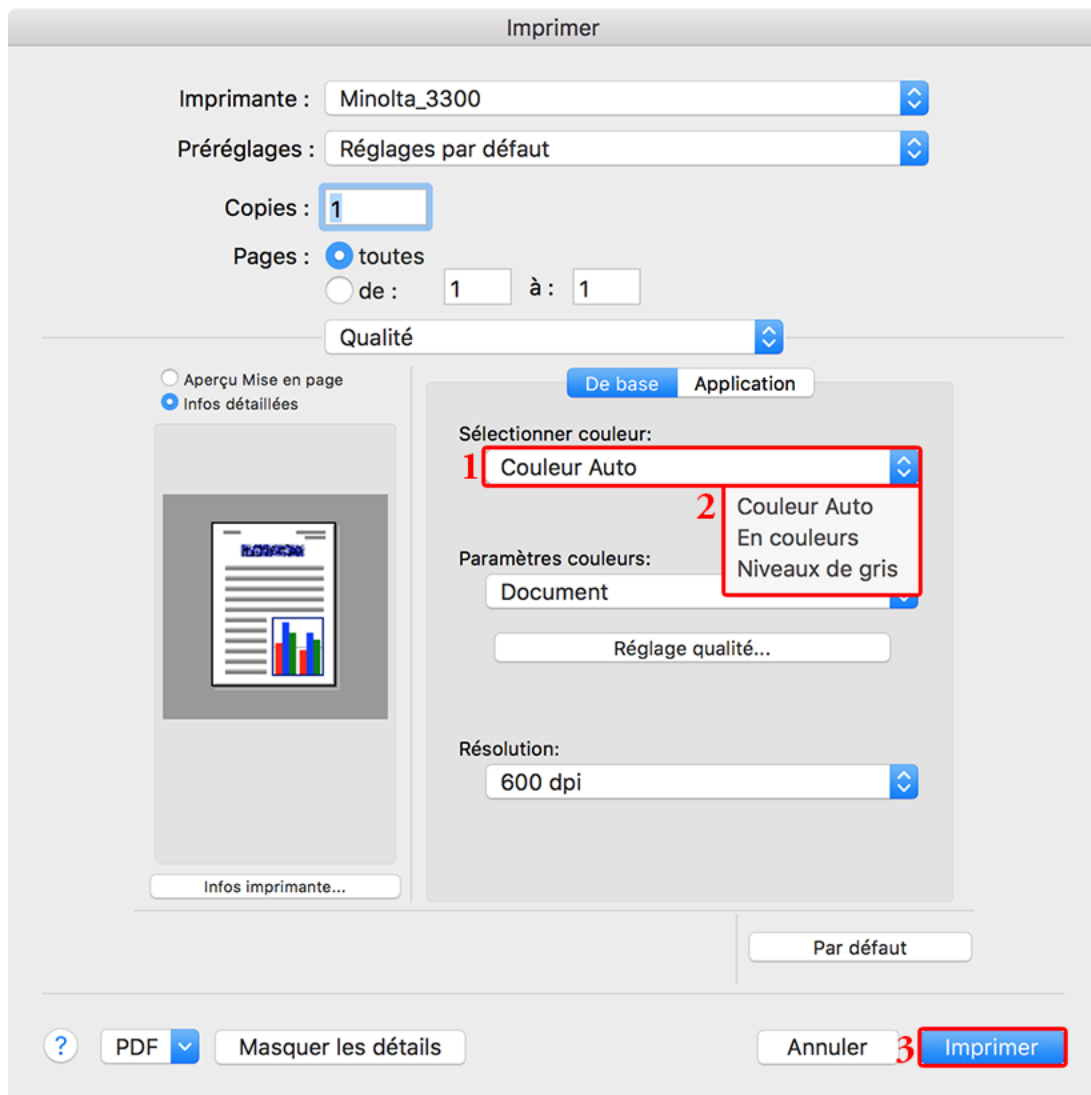 Imprimer
Imprimante : Minolta_3300
Préréglages : Réglages par défaut
Copies : 1
Pages : toutes
de : 1 à : 1
Qualité
Aperçu Mise en page
Infos détaillées
De base Application
Sélectionner couleur:
1 Couleur Auto
2 Couleur Auto
En couleurs
Niveaux de gris
Paramètres couleurs:
Document
Réglage qualité...
Résolution:
600 dpi
Infos imprimante...
Par défaut
? PDF Masquer les détails Annuler 3 Imprimer